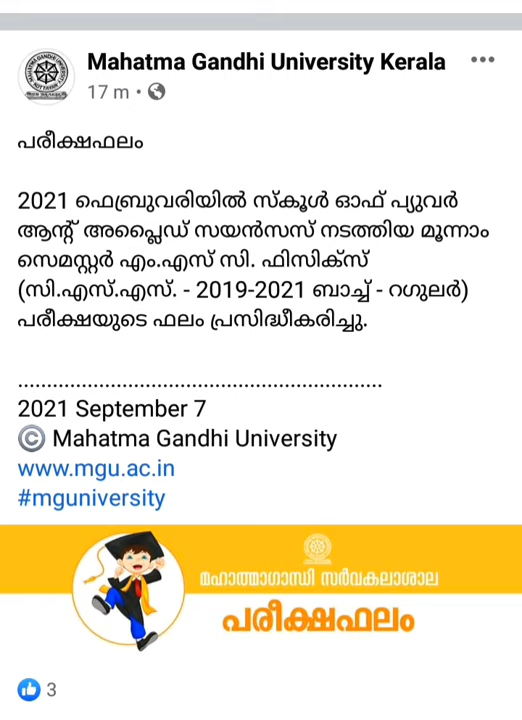 Mahatma Gandhi University Kerala
17 m
പരീക്ഷഫലം
2021 ഫെബ്രുവരിയിൽ സ്കൂൾ ഓഫ് പ്യുവർ
ആന്റ് അപ്ലൈഡ് സയൻസസ് നടത്തിയ മൂന്നാം
സെമസ്റ്റർ എം.എസ് സി. ഫിസിക്സ്
(സി.എസ്.എസ്. - 2019-2021 ബാച്ച് - റഗുലർ)
പരീക്ഷയുടെ ഫലം പ്രസിദ്ധീകരിച്ചു.
...............................................................
2021 September 7
© Mahatma Gandhi University
www.mgu.ac.in
#mguniversity
മഹാത്മാഗാന്ധി സർവകലാശാല
പരീക്ഷഫലം
3